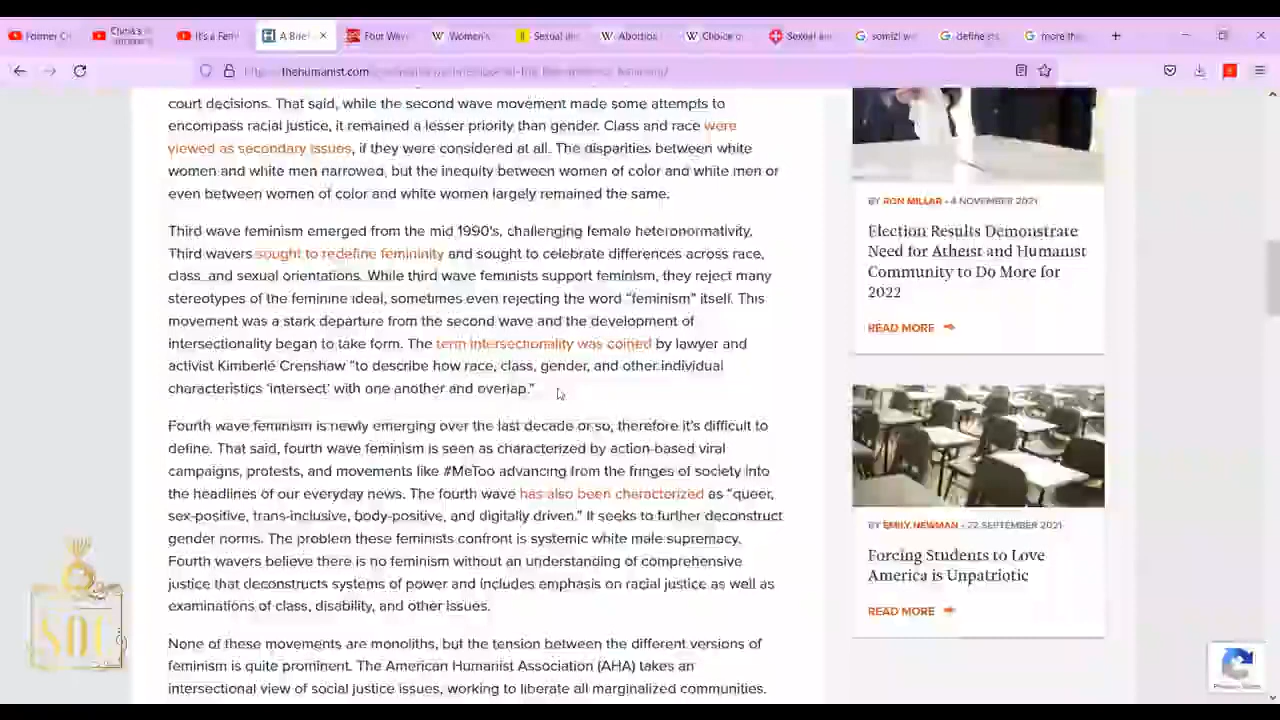 Former C
China's
It's a Fem
A Brief
Four Wav
Women's
Sexual
Abortion
Choice o
Sexual an
somizi w
define
more tha
thehumanist.com
court decisions. That said, while the second wave movement made some attempts to
encompass racial justice, it remained a lesser priority than gender. Class and race were
viewed as secondary issues, if they were considered at all. The disparities between white
women and white men narrowed, but the inequity between women of color and white men or
even between women of color and white women largely remained the same.
Third wave feminism emerged from the mid 1990's, challenging female heteronormativity.
Third wavers sought to redefine femininity and sought to celebrate differences across race,
class, and sexual orientations. While third wave feminists support feminism, they reject many
stereotypes of the feminine ideal, sometimes even rejecting the word “feminism” itself. This
movement was a stark departure from the second wave and the development of
intersectionality began to take form. The term intersectionality was coined by lawyer and
activist Kimberlé Crenshaw “to describe how race, class, gender, and other individual
characteristics ‘intersect’ with one another and overlap.”
Fourth wave feminism is newly emerging over the last decade or so, therefore it's difficult to
define. That said, fourth wave feminism is seen as characterized by action-based viral
campaigns, protests, and movements like #MeToo advancing from the fringes of society into
the headlines of our everyday news. The fourth wave has also been characterized as “queer,
sex-positive, trans-inclusive, body-positive, and digitally driven.” It seeks to further deconstruct
gender norms. The problem these feminists confront is systemic white male supremacy.
Fourth wavers believe there is no feminism without an understanding of comprehensive
justice that deconstructs systems of power and includes emphasis on racial justice as well as
examinations of class, disability, and other issues.
None of these movements are monoliths, but the tension between the different versions of
feminism is quite prominent. The American Humanist Association (AHA) takes an
intersectional view of social justice issues, working to liberate all marginalized communities.
BY RON MILLAR • 4 NOVEMBER 2021
Election Results Demonstrate
Need for Atheist and Humanist
Community to Do More for
2022
READ MORE
BY EMILY NEWMAN • 22 SEPTEMBER 2021
Forcing Students to Love
America is Unpatriotic
READ MORE